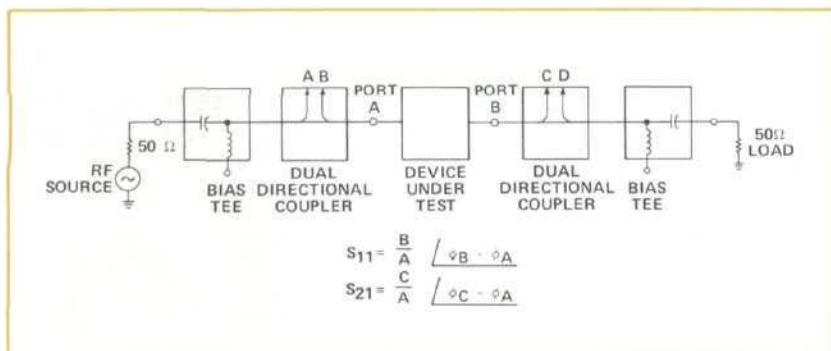 A B
C D
PORT
A
PORT
B
50 Ω
RF
SOURCE
BIAS
TEE
DUAL
DIRECTIONAL
COUPLER
DEVICE
UNDER
TEST
DUAL
DIRECTIONAL
COUPLER
BIAS
TEE
50Ω
LOAD
S11= B/A /φB - φA
S21= C/A /φC - φA